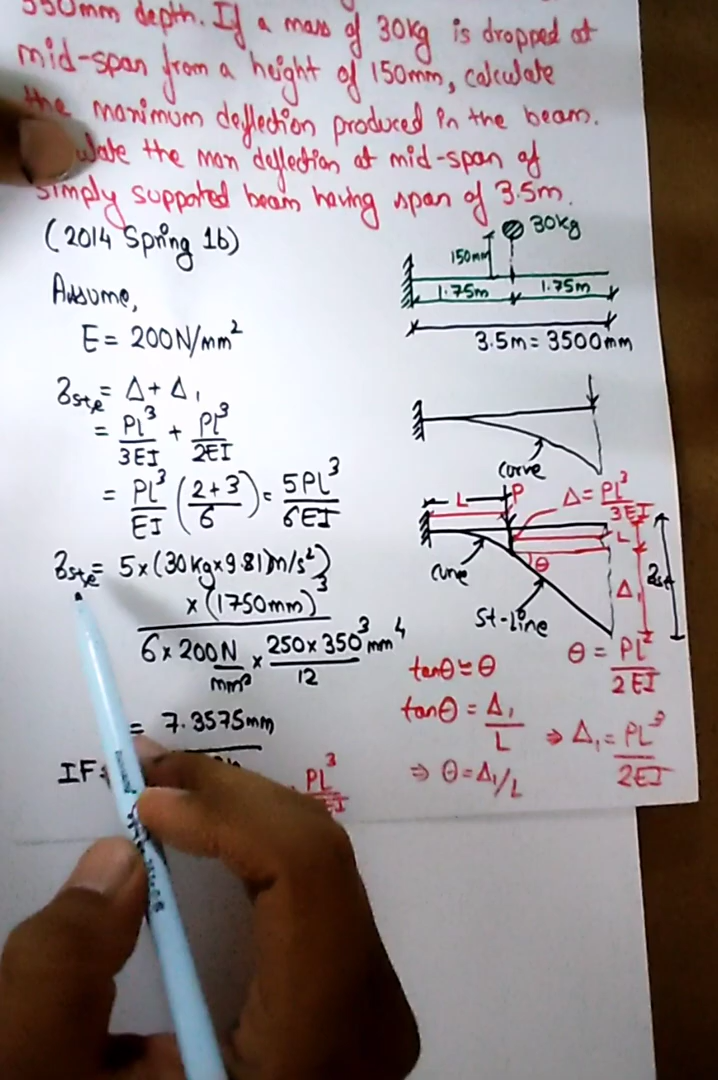 350mm depth. If a mass of 30kg is dropped at
mid-span from a height of 150mm, calculate
the maximum deflection produced in the beam.
the max deflection at mid-span of
simply supported beam having span of 3.5m.
(2014 Spring 1b)
30kg
150mm
1.75m 1.75m
3.5m = 3500mm
Assume,
E = 200N/mm²
δst,e = Δ + Δ₁
= Pl³/3EI + Pl³/2EI
= Pl³/EI (2+3/6) = 5Pl³/6EI
δst,e = 5×(30kg×9.81m/s²)
×(1750mm)³
6×200N/mm² × 250×350³/12 mm⁴
= 7.3575mm
IF
PL³
curve
L P Δ = PL³/3EI
L
θ
curve
Δ₁
st-line
tanθ ≈ θ
θ = PL²/2EI
tanθ = Δ₁/L ⇒ Δ₁ = PL³/2EI
⇒ θ = Δ₁/L